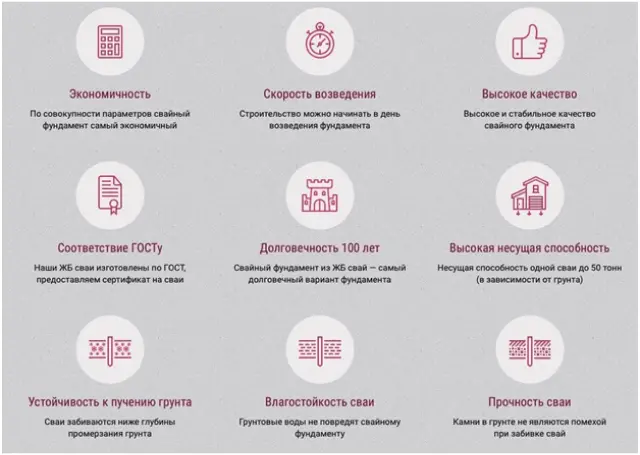 Экономичность
По совокупности параметров свайный
фундамент самый экономичный
Скорость возведения
Строительство можно начинать в день
возведения фундамента
Высокое качество
Высокое и стабильное качество
свайного фундамента
Соответствие ГОСТу
Наши ЖБ сваи изготовлены по ГОСТ,
предоставляем сертификат на сваи
Долговечность 100 лет
Свайный фундамент из ЖБ свай — самый
долговечный вариант фундамента
Высокая несущая способность
Несущая способность одной сваи до 50 тонн
(в зависимости от грунта)
Устойчивость к пучению грунта
Сваи забиваются ниже глубины
промерзания грунта
Влагостойкость сваи
Грунтовые воды не повредят свайному
фундаменту
Прочность сваи
Камни в грунте не являются помехой
при забивке свай